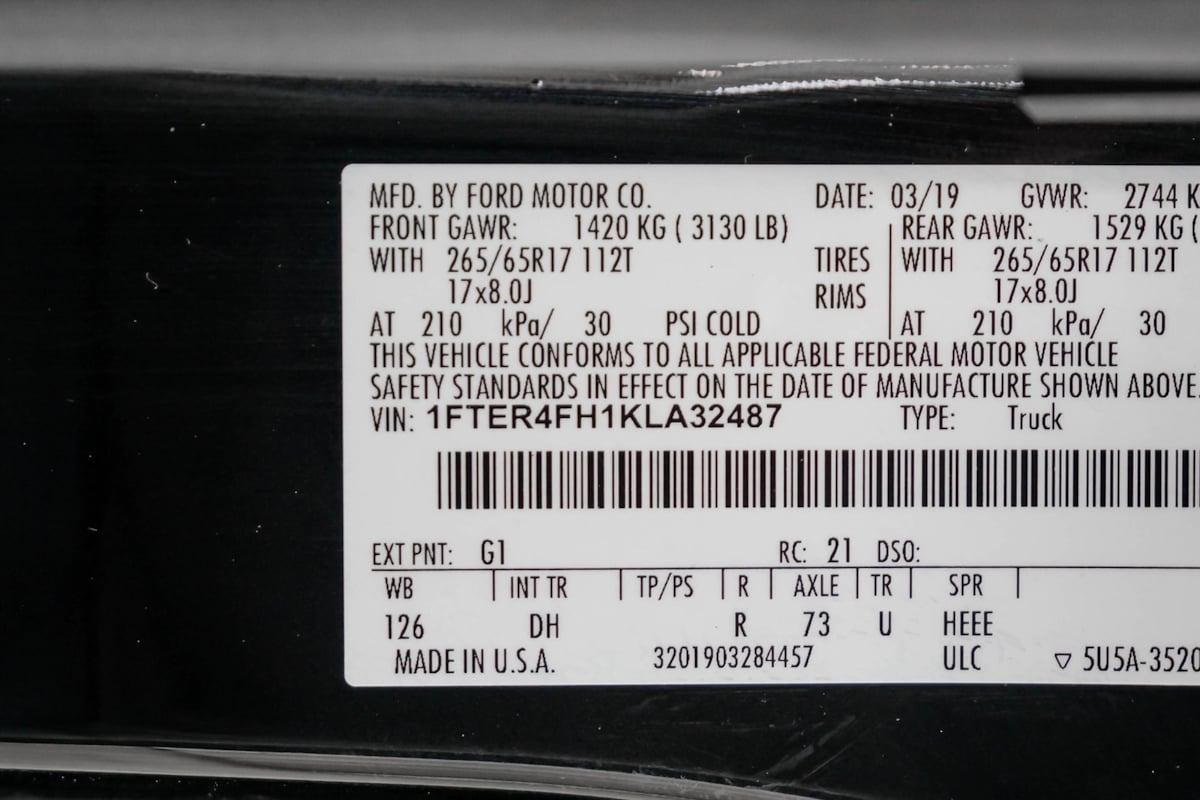 MFD. BY FORD MOTOR CO. DATE: 03/19 GVWR: 2744 K
FRONT GAWR: 1420 KG ( 3130 LB) REAR GAWR: 1529 KG (
WITH 265/65R17 112T TIRES WITH 265/65R17 112T
17x8.0J RIMS 17x8.0J
AT 210 kPa/ 30 PSI COLD AT 210 kPa/ 30
THIS VEHICLE CONFORMS TO ALL APPLICABLE FEDERAL MOTOR VEHICLE
SAFETY STANDARDS IN EFFECT ON THE DATE OF MANUFACTURE SHOWN ABOVE.
VIN: 1FTER4FH1KLA32487 TYPE: Truck
EXT PNT: G1 RC: 21 DSO:
WB INT TR TP/PS R AXLE TR SPR
126 DH R 73 U HEEE
MADE IN U.S.A. 3201903284457 ULC ▽ 5U5A-3520